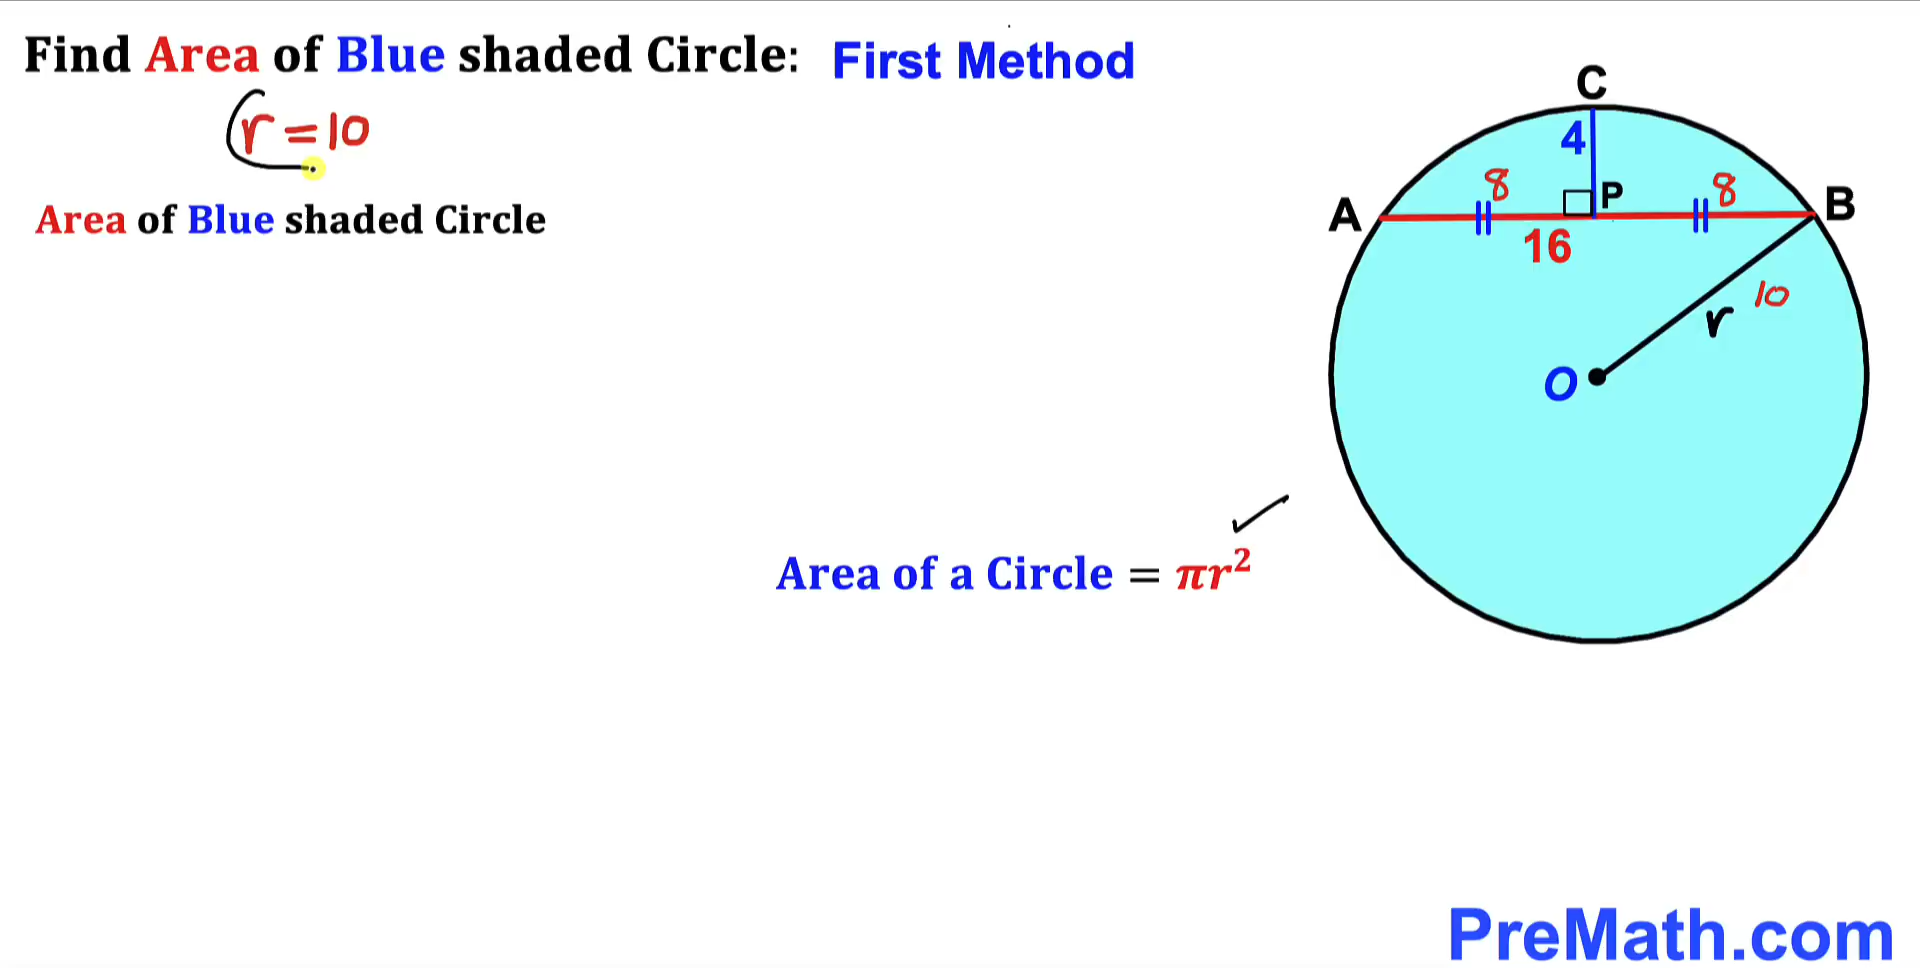 Find Area of Blue shaded Circle: First Method
r = 10
Area of Blue shaded Circle
C
4
8
P
8
A
B
16
10
r
O
Area of a Circle = πr²
PreMath.com